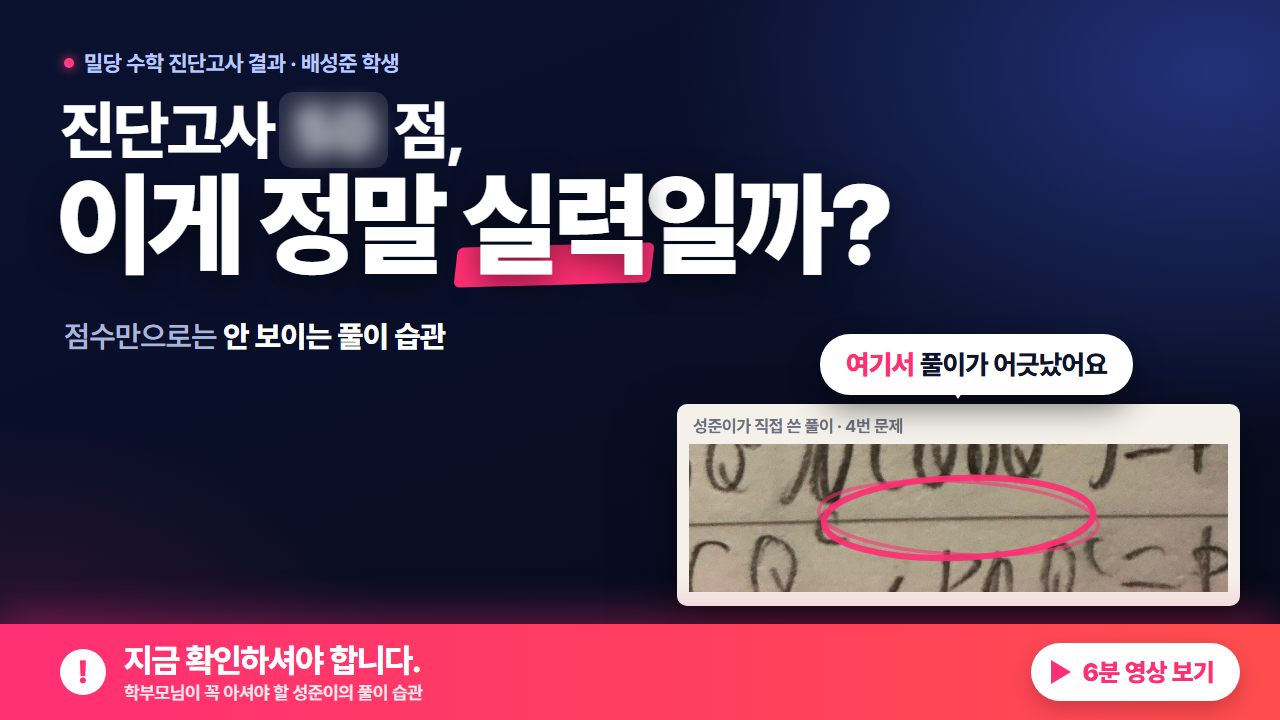 밀당 수학 진단고사 결과 · 배성준 학생
진단고사 점,
이게 정말 실력일까?
점수만으로는 안 보이는 풀이 습관
여기서 풀이가 어긋났어요
성준이가 직접 쓴 풀이 · 4번 문제
!
지금 확인하셔야 합니다.
학부모님이 꼭 아셔야 할 성준이의 풀이 습관
6분 영상 보기